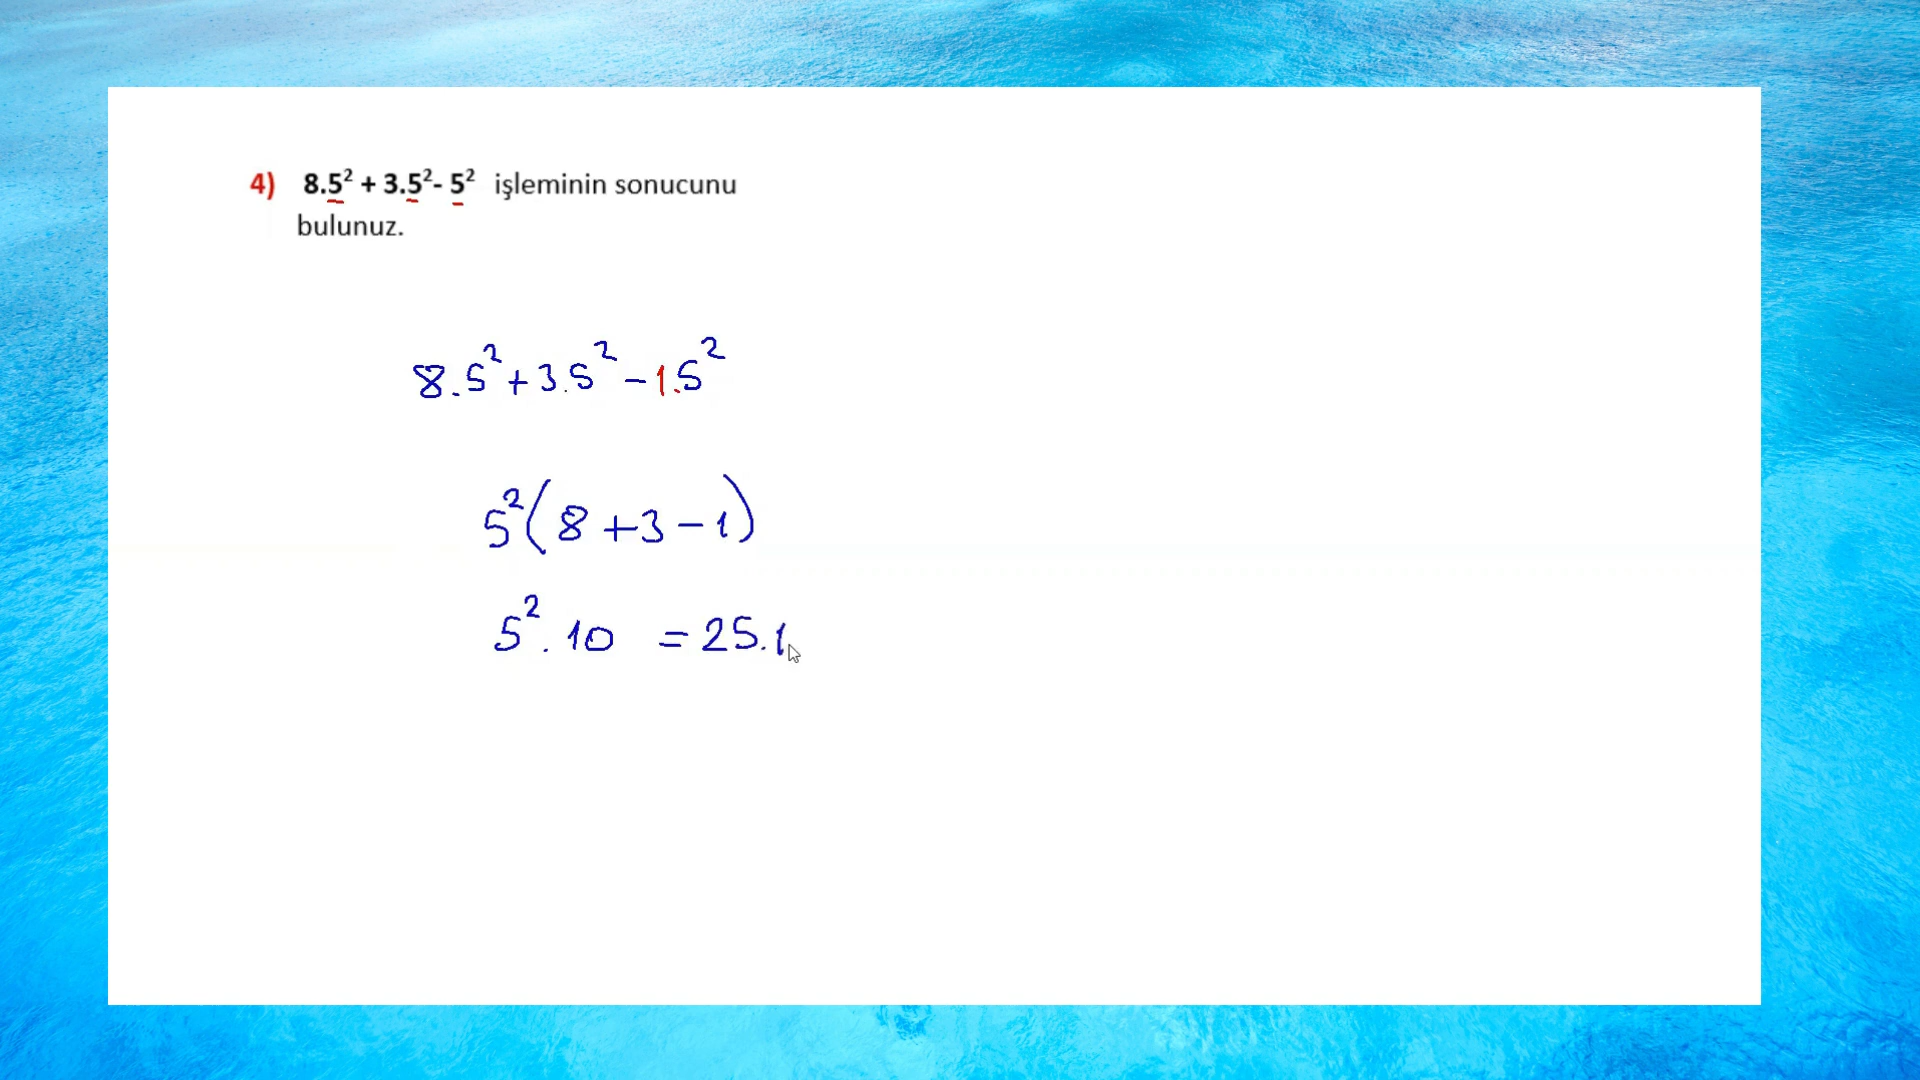 4) 8.5² + 3.5²- 5² işleminin sonucunu
bulunuz.
8.5² + 3.5² - 1.5²
5² (8 + 3 - 1)
5² . 10 = 25.1